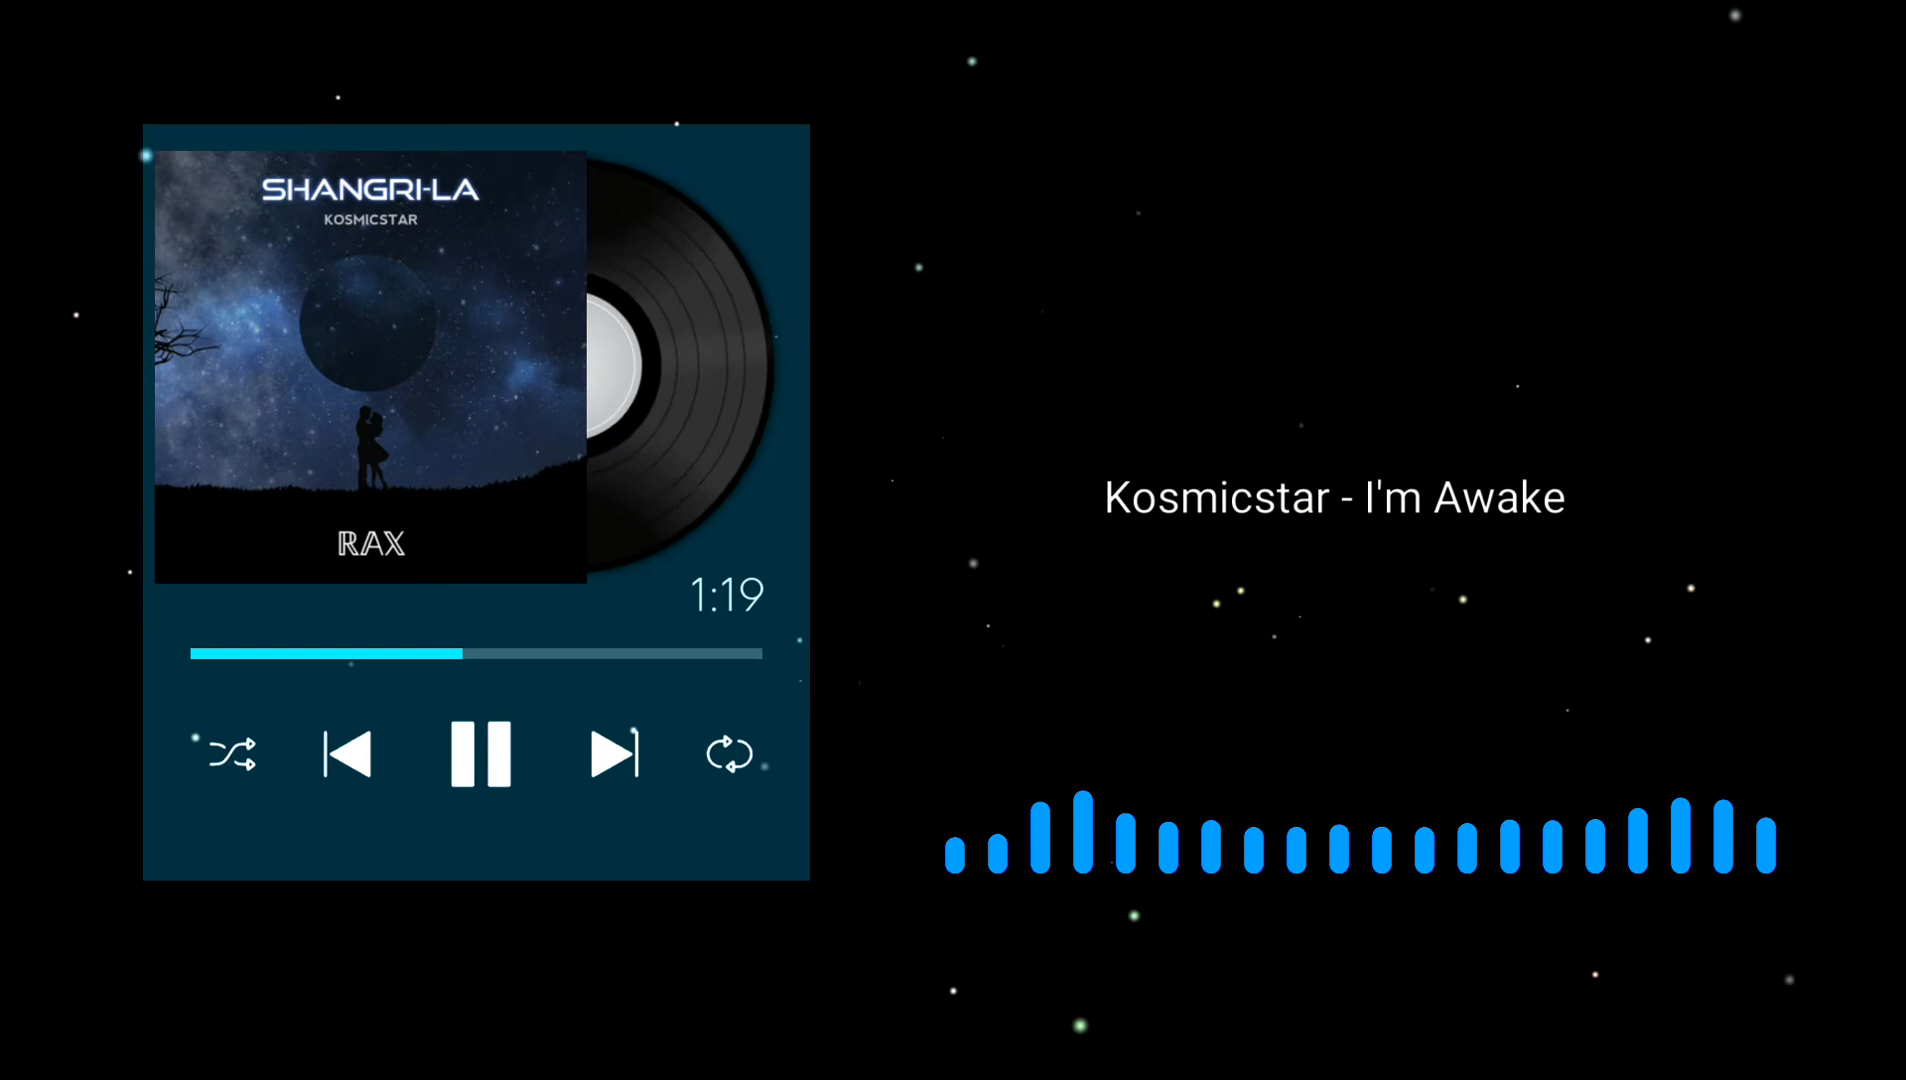 SHANGRI-LA
KOSMICSTAR
RAX
1:19
Kosmicstar - I'm Awake